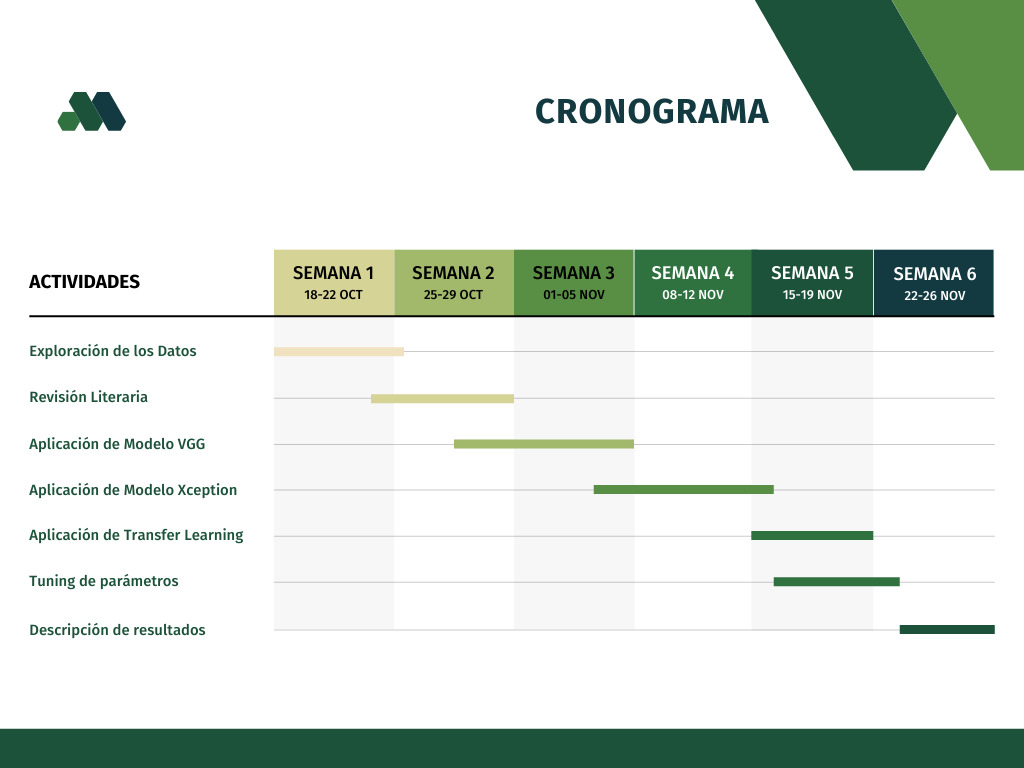 CRONOGRAMA
ACTIVIDADES
SEMANA 1
18-22 OCT
SEMANA 2
25-29 OCT
SEMANA 3
01-05 NOV
SEMANA 4
08-12 NOV
SEMANA 5
15-19 NOV
SEMANA 6
22-26 NOV
Exploración de los Datos
Revisión Literaria
Aplicación de Modelo VGG
Aplicación de Modelo Xception
Aplicación de Transfer Learning
Tuning de parámetros
Descripción de resultados